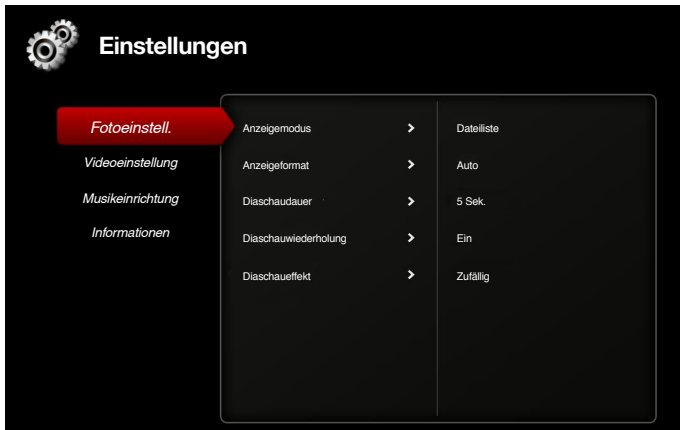 Einstellungen
Fotoeinstell.
Videoeinstellung
Musikeinrichtung
Informationen
Anzeigemodus > Dateiliste
Anzeigeformat > Auto
Diaschaudauer > 5 Sek.
Diaschauwiederholung > Ein
Diaschaueffekt > Zufällig